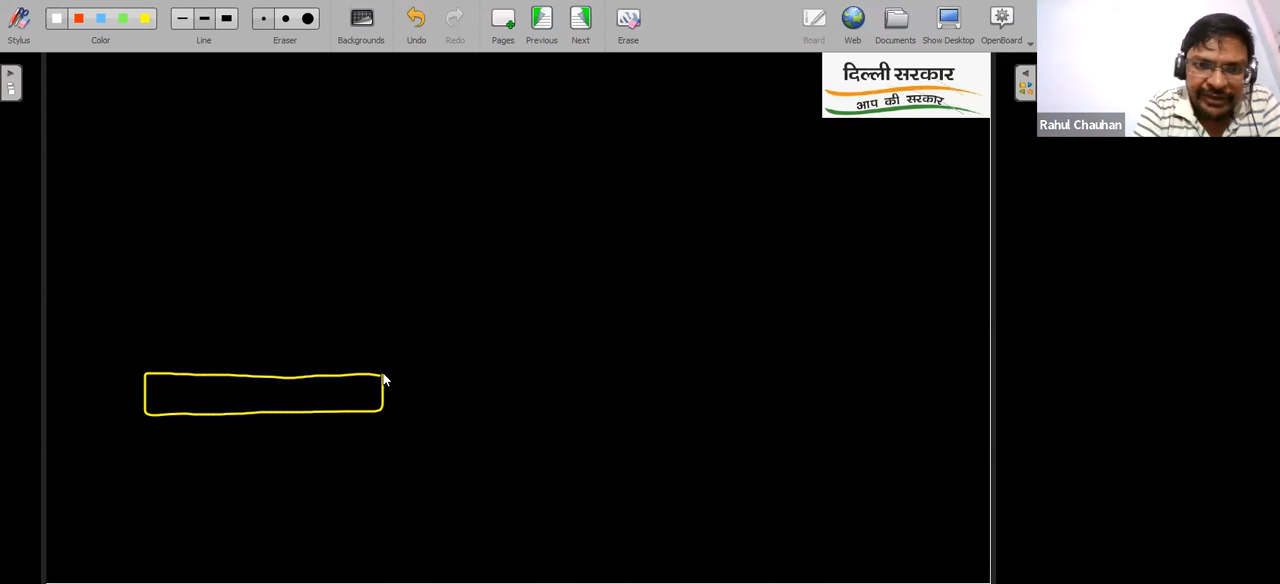 Stylus
Color
Line
Eraser
Backgrounds
Undo
Redo
Pages
Previous
Next
Erase
Board
Web
Documents
Show Desktop
OpenBoard
दिल्ली सरकार
आप की सरकार
Rahul Chauhan